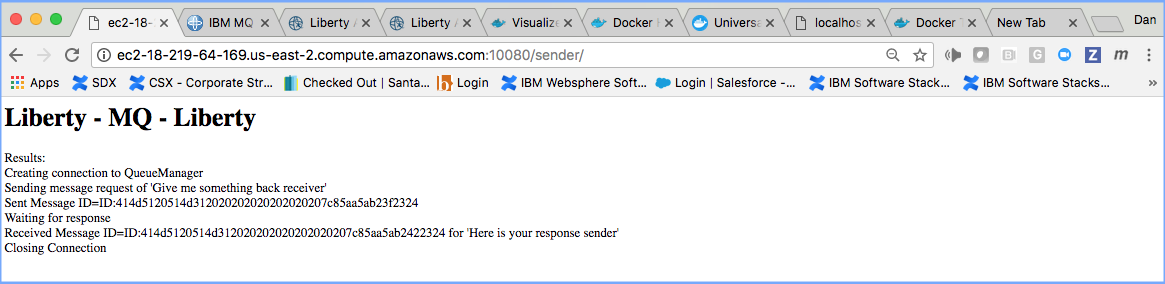 ec2-18- IBM MQ Liberty Liberty Visualize Docker Universa localhos Docker New Tab Dan
ec2-18-219-64-169.us-east-2.compute.amazonaws.com:10080/sender/
Apps SDX CSX - Corporate Str... Checked Out | Santa... Login IBM Websphere Soft... Login | Salesforce -... IBM Software Stack... IBM Software Stacks... »
Liberty - MQ - Liberty
Results:
Creating connection to QueueManager
Sending message request of 'Give me something back receiver'
Sent Message ID=ID:414d5120514d312020202020202020207c85aa5ab23f2324
Waiting for response
Received Message ID=ID:414d5120514d312020202020202020207c85aa5ab2422324 for 'Here is your response sender'
Closing Connection